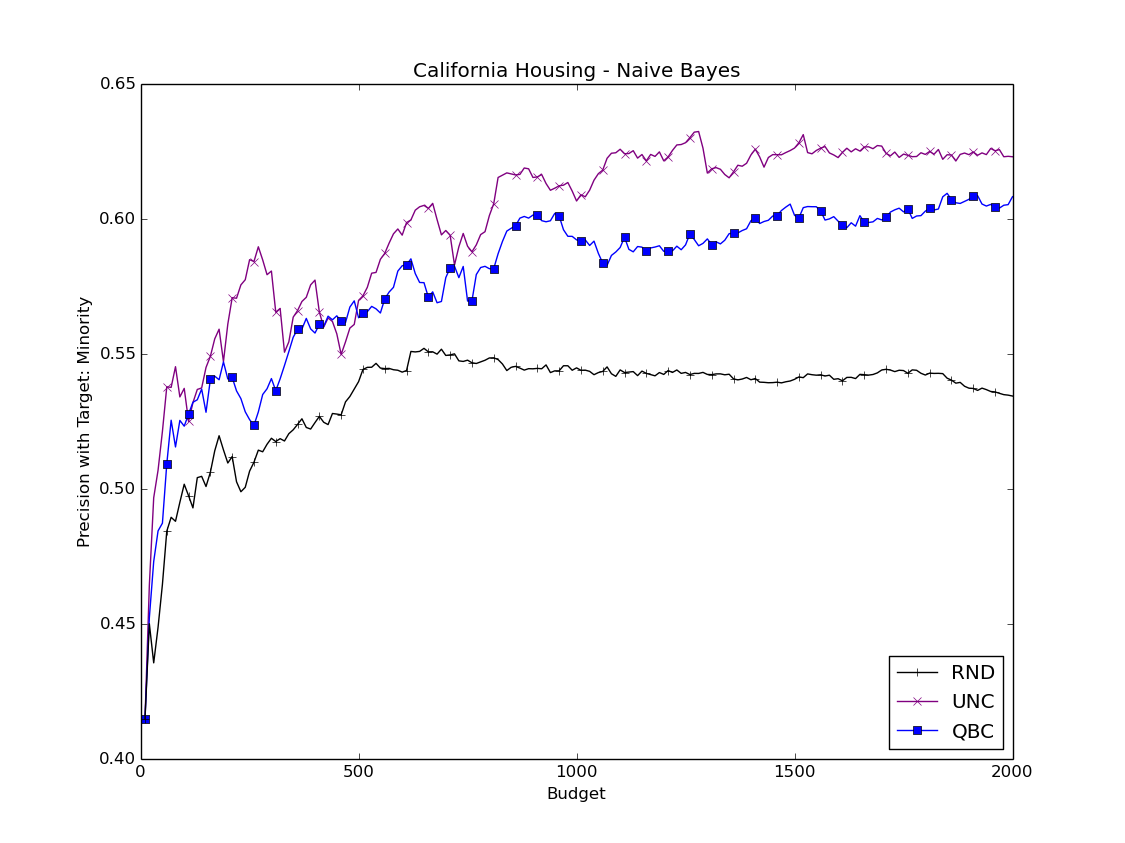 California Housing - Naive Bayes
0.65
0.60
0.55
0.50
0.45
0.40
Precision with Target: Minority
RND
UNC
QBC
0
500
1000
1500
2000
Budget